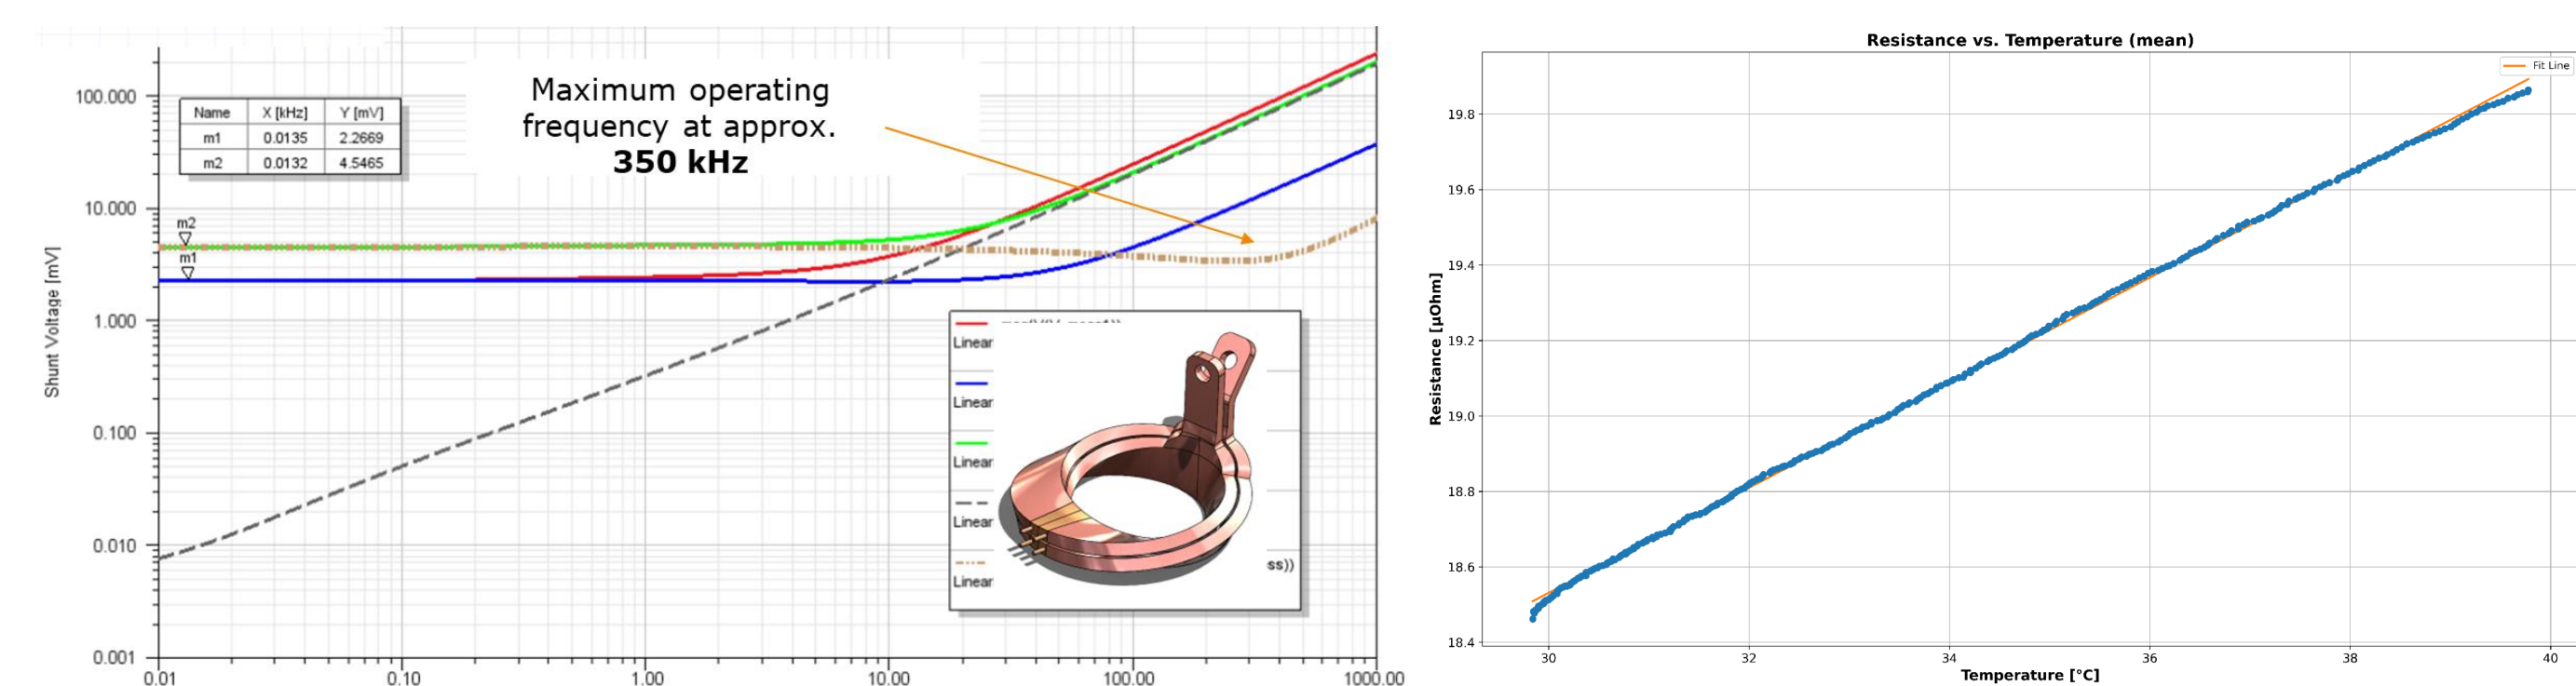 Maximum operating
frequency at approx.
350 kHz
Name X [kHz] Y [mV]
m1 0.0135 2.2669
m2 0.0132 4.5465
m2
m1
Shunt Voltage [mV]
100.000
10.000
1.000
0.100
0.010
0.001
0.01 0.10 1.00 10.00 100.00 1000.00
Linear
Linear
Linear
Linear
ss))
Linear
Resistance vs. Temperature (mean)
Fit Line
Resistance [µOhm]
19.8
19.6
19.4
19.2
19.0
18.8
18.6
18.4
30 32 34 36 38 40
Temperature [°C]